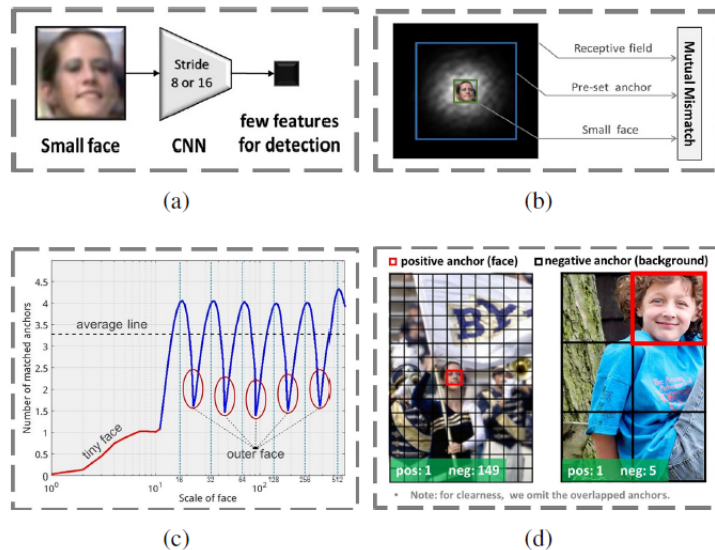 Small face
Stride
8 or 16
CNN
few features
for detection
(a)
Receptive field
Pre-set anchor
Small face
Mutual Mismatch
(b)
Number of matched anchors
4.5
4
3.5
3
2.5
2
1.5
1
0.5
0
average line
tiny face
outer face
16 32 64 128 256 512
10⁰ 10¹ 10²
Scale of face
(c)
positive anchor (face) negative anchor (background)
BY
pos: 1 neg: 149
pos: 1 neg: 5
• Note: for clearness, we omit the overlapped anchors.
(d)